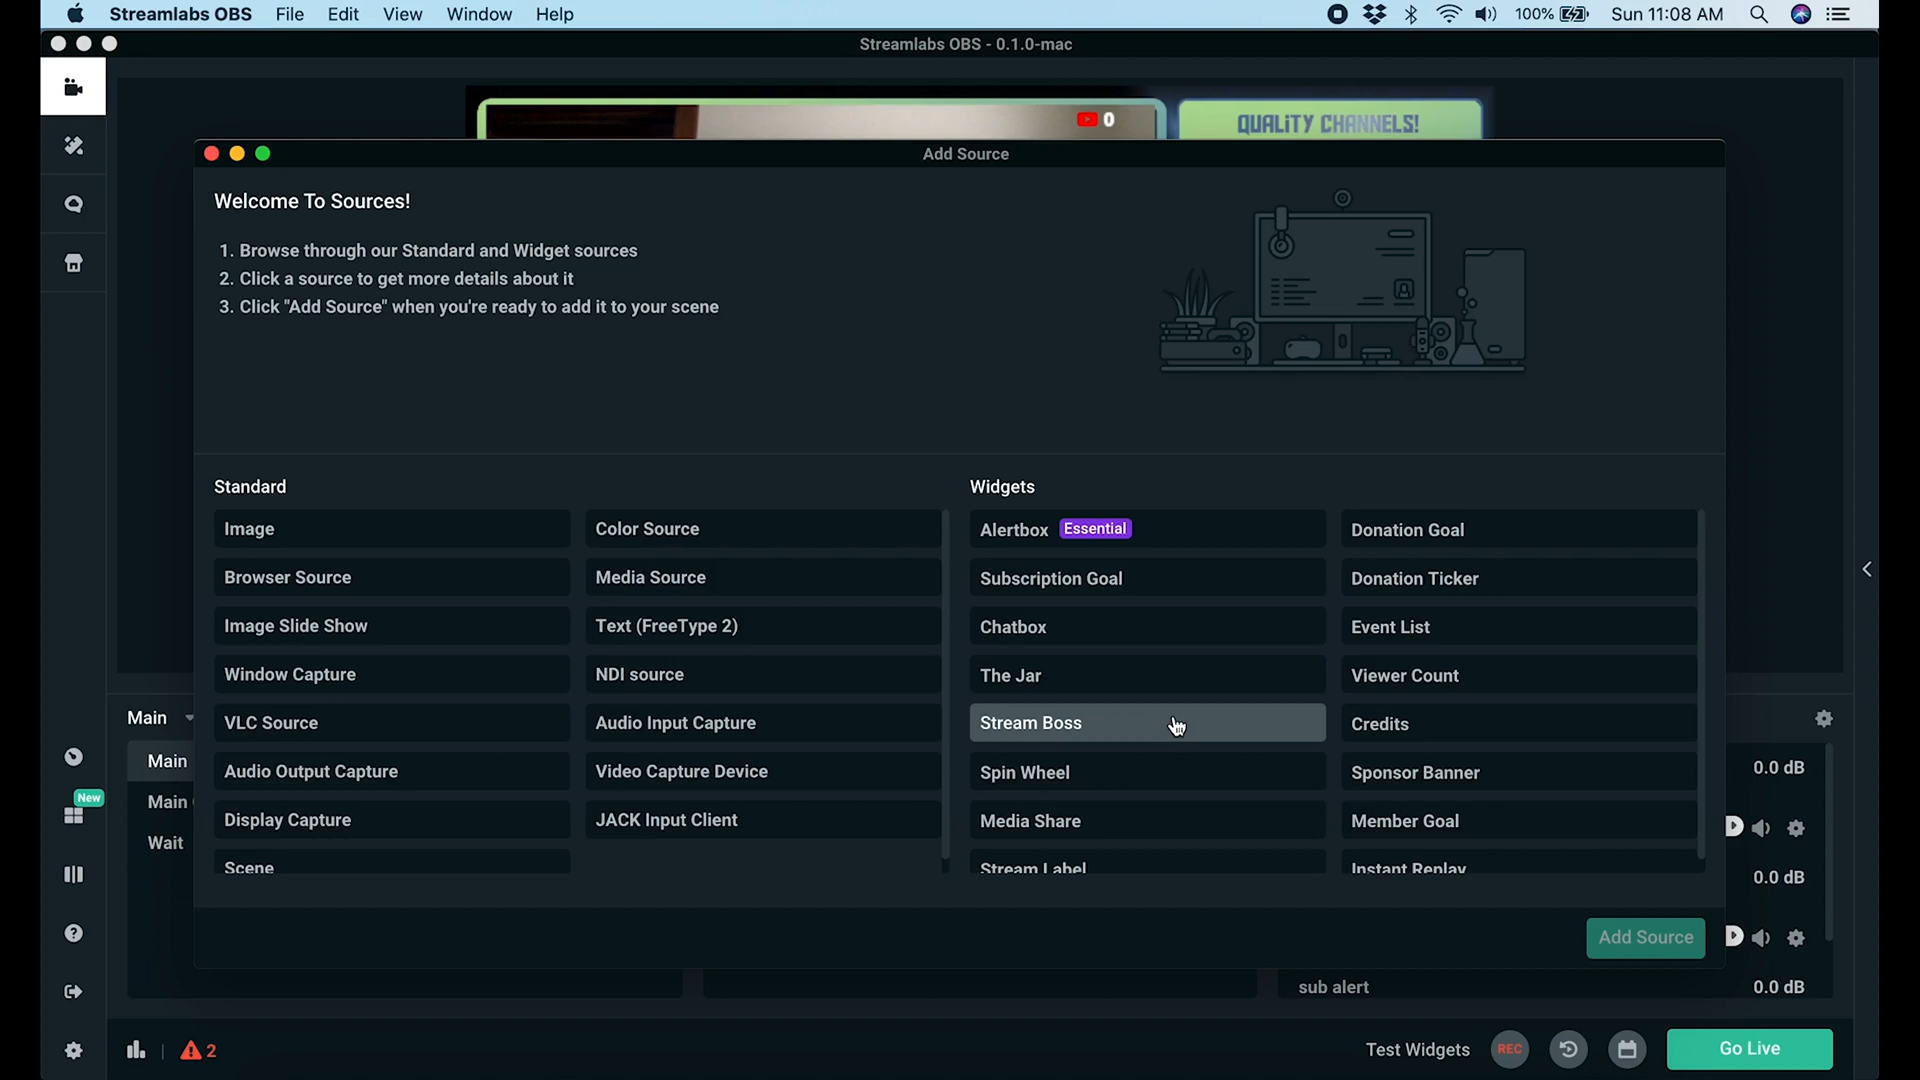 Streamlabs OBS File Edit View Window Help 100% Sun 11:08 AM
Streamlabs OBS - 0.1.0-mac
0
QUALITY CHANNELS!
Add Source
Welcome To Sources!
1. Browse through our Standard and Widget sources
2. Click a source to get more details about it
3. Click "Add Source" when you're ready to add it to your scene
Standard
Image
Color Source
Browser Source
Media Source
Image Slide Show
Text (FreeType 2)
Window Capture
NDI source
VLC Source
Audio Input Capture
Audio Output Capture
Video Capture Device
Display Capture
JACK Input Client
Scene
Widgets
Alertbox Essential
Donation Goal
Subscription Goal
Donation Ticker
Chatbox
Event List
The Jar
Viewer Count
Stream Boss
Credits
Spin Wheel
Sponsor Banner
Media Share
Member Goal
Stream Label
Instant Replay
Add Source
Main
Main
Main
Wait
New
0.0 dB
0.0 dB
sub alert 0.0 dB
2
Test Widgets REC Go Live